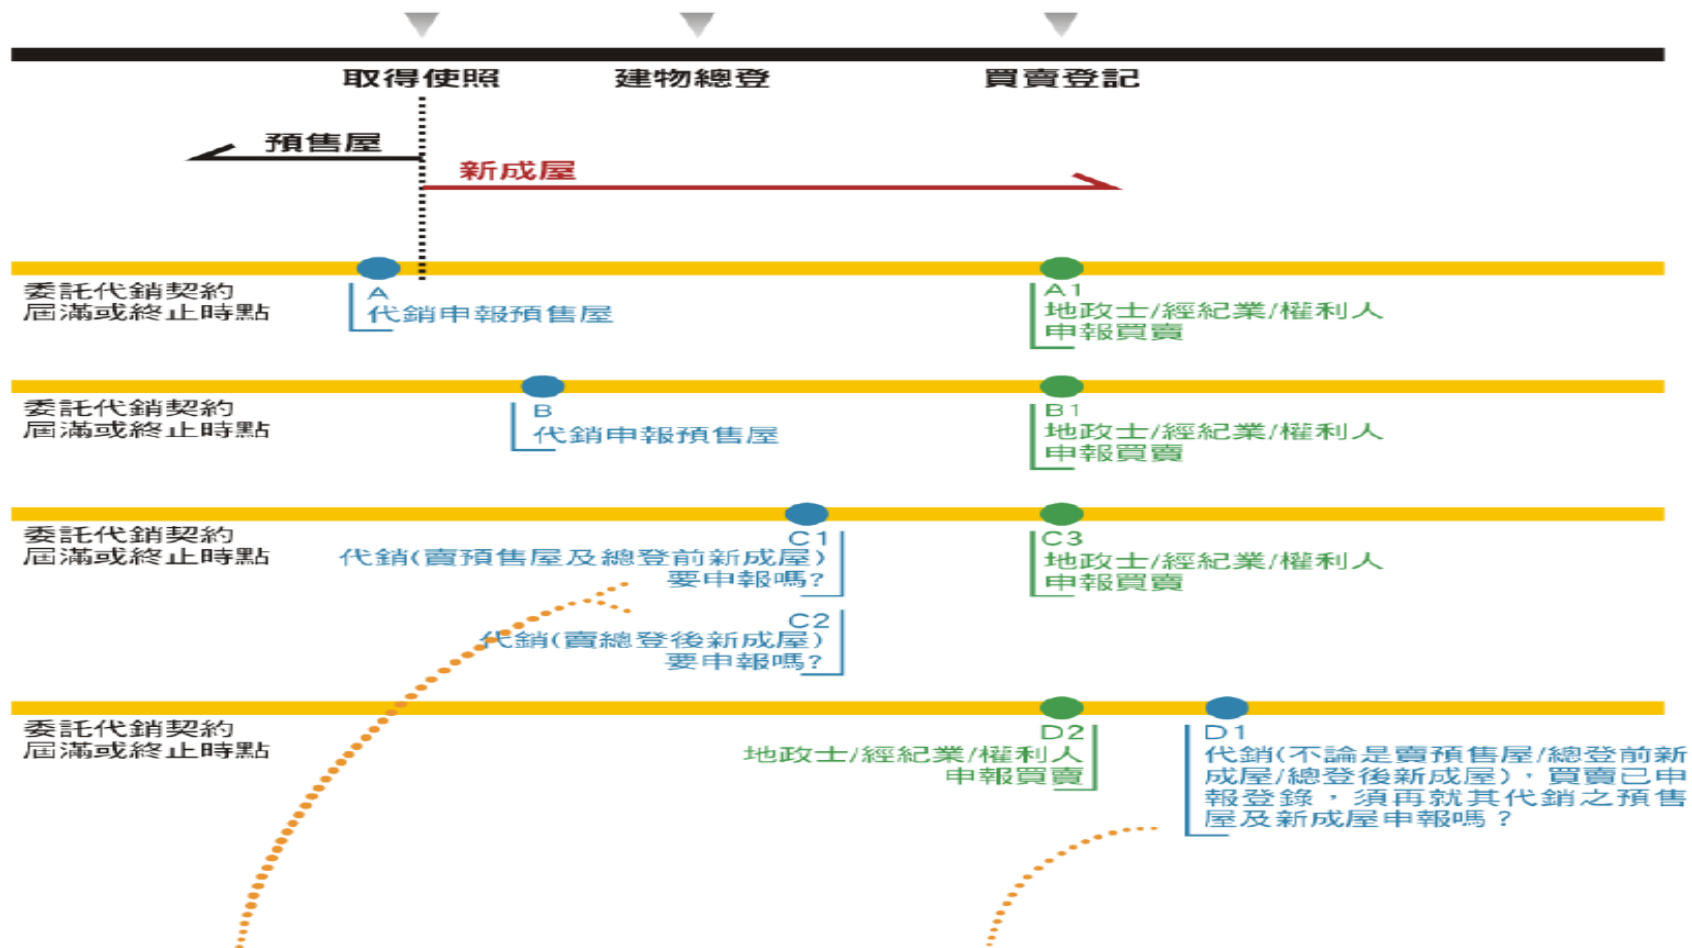 取得使照
建物總登
買賣登記
預售屋
新成屋
委託代銷契約
屆滿或終止時點
A
代銷申報預售屋
A1
地政士/經紀業/權利人
申報買賣
委託代銷契約
屆滿或終止時點
B
代銷申報預售屋
B1
地政士/經紀業/權利人
申報買賣
委託代銷契約
屆滿或終止時點
C1
代銷(賣預售屋及總登前新成屋)
要申報嗎?
C2
代銷(賣總登後新成屋)
要申報嗎?
C3
地政士/經紀業/權利人
申報買賣
委託代銷契約
屆滿或終止時點
D2
地政士/經紀業/權利人
申報買賣
D1
代銷(不論是賣預售屋/總登前新
成屋/總登後新成屋)，買賣已申
報登錄，須再就其代銷之預售
屋及新成屋申報嗎？